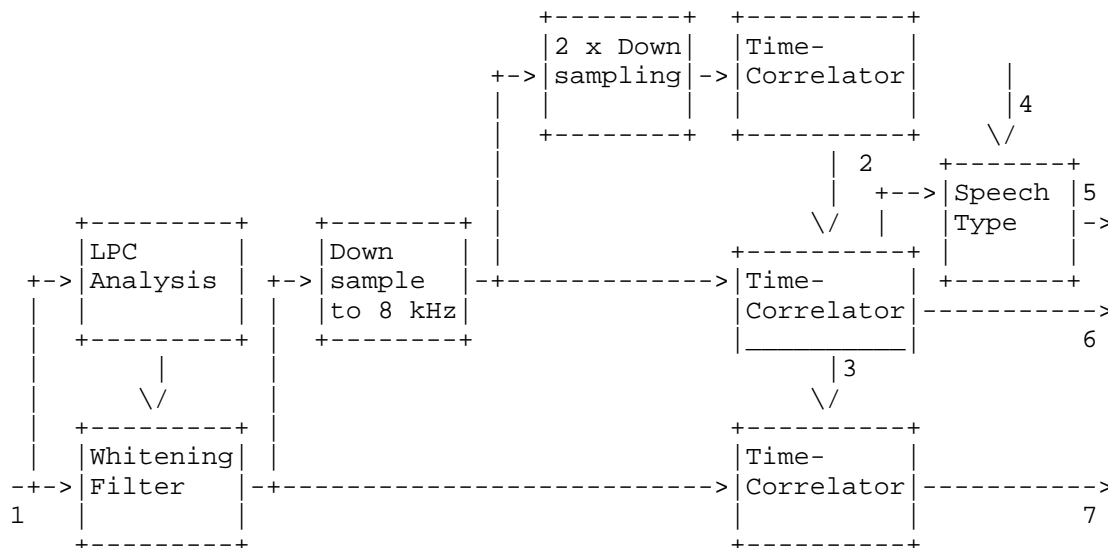 2 x Down Time-
sampling Correlator
4
2
Speech 5
Type
LPC Down
Analysis sample Time-
to 8 kHz Correlator
6
3
Whitening Time-
Filter Correlator
1 7